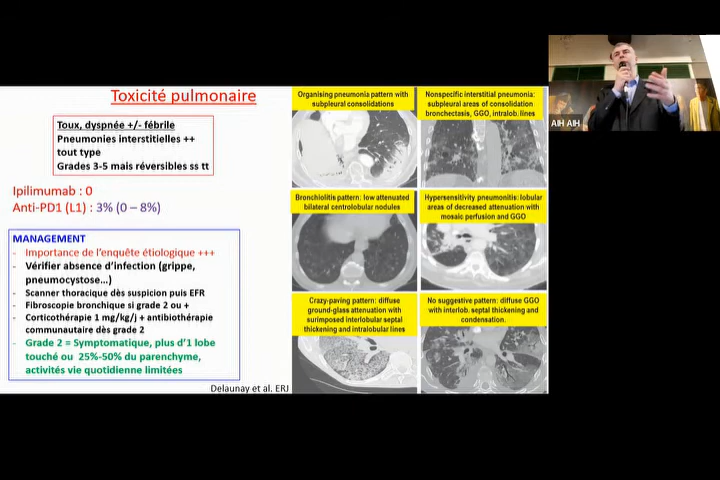 Toxicité pulmonaire
Toux, dyspnée +/- fébrile
Pneumonies interstitielles ++
tout type
Grades 3-5 mais réversibles ss tt
Ipilimumab : 0
Anti-PD1 (L1) : 3% (0 – 8%)
MANAGEMENT
- Importance de l'enquête étiologique +++
- Vérifier absence d'infection (grippe,
pneumocystose...)
- Scanner thoracique dès suspicion puis EFR
- Fibroscopie bronchique si grade 2 ou +
- Corticothérapie 1 mg/kg/j + antibiothérapie
communautaire dès grade 2
- Grade 2 = Symptomatique, plus d'1 lobe
touché ou 25%-50% du parenchyme,
activités vie quotidienne limitées
Delaunay et al. ERJ
Organising pneumonia pattern with
subpleural consolidations
Nonspecific interstitial pneumonia:
subpleural areas of consolidation
bronchectasis, GGO, intralob. lines
Bronchiolitis pattern: low attenuated
bilateral centrolobular nodules
Hypersensitivity pneumonitis: lobular
areas of decreased attenuation with
mosaic perfusion and GGO
Crazy-paving pattern: diffuse
ground-glass attenuation with
surimposed interlobular septal
thickening and intralobular lines
No suggestive pattern: diffuse GGO
with interlob. septal thickening and
condensation.
AIH AIH